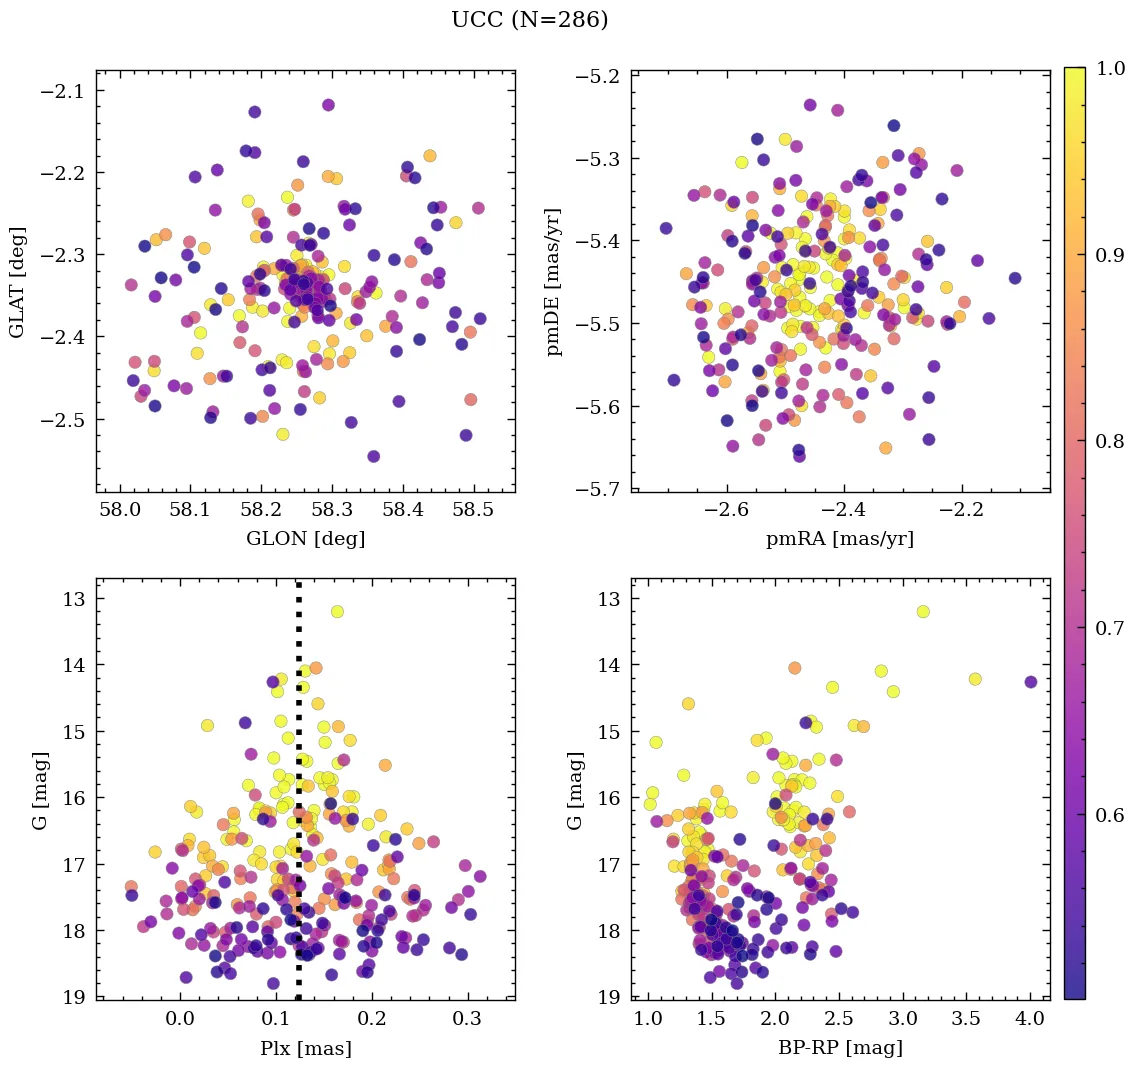 UCC (N=286)
−2.1
−2.2
−2.3
−2.4
−2.5
GLAT [deg]
58.0 58.1 58.2 58.3 58.4 58.5
GLON [deg]
−5.2
−5.3
−5.4
−5.5
−5.6
−5.7
pmDE [mas/yr]
−2.6 −2.4 −2.2
pmRA [mas/yr]
13
14
15
16
17
18
19
G [mag]
0.0 0.1 0.2 0.3
Plx [mas]
13
14
15
16
17
18
19
G [mag]
1.0 1.5 2.0 2.5 3.0 3.5 4.0
BP-RP [mag]
1.0
0.9
0.8
0.7
0.6